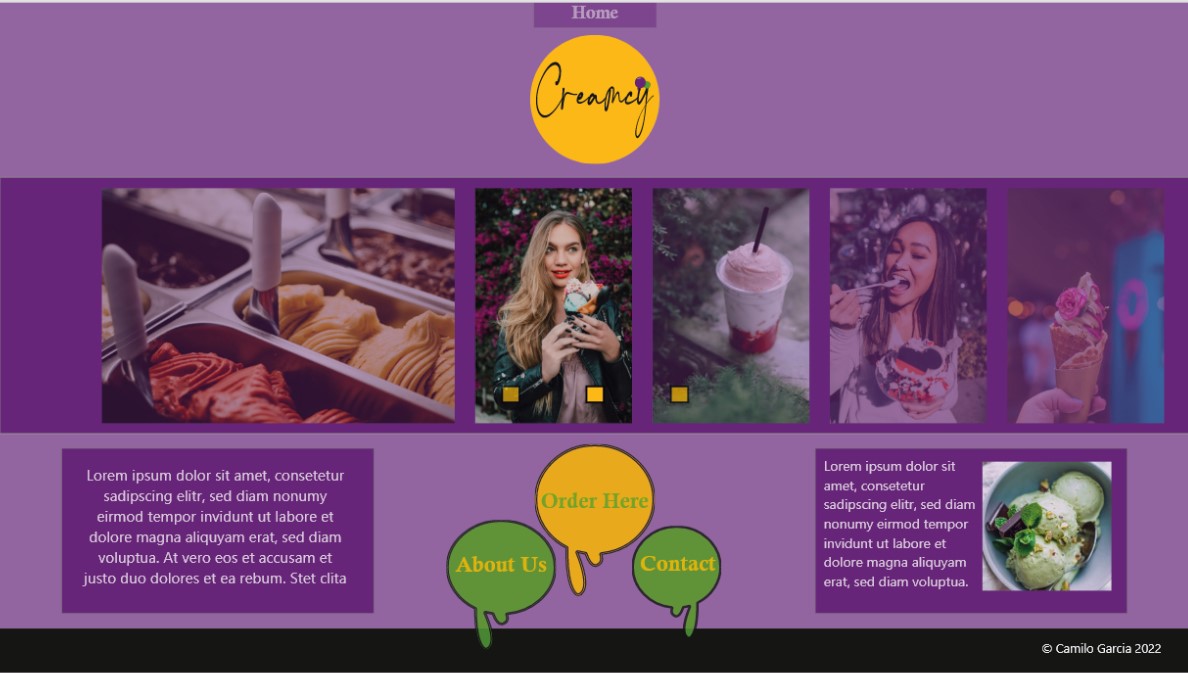 Home
Creamcy
Lorem ipsum dolor sit amet, consetetur
sadipscing elitr, sed diam nonumy
eirmod tempor invidunt ut labore et
dolore magna aliquyam erat, sed diam
voluptua. At vero eos et accusam et
justo duo dolores et ea rebum. Stet clita
Order Here
About Us
Contact
Lorem ipsum dolor sit
amet, consetetur
sadipscing elitr, sed diam
nonumy eirmod tempor
invidunt ut labore et
dolore magna aliquyam
erat, sed diam voluptua.
© Camilo Garcia 2022